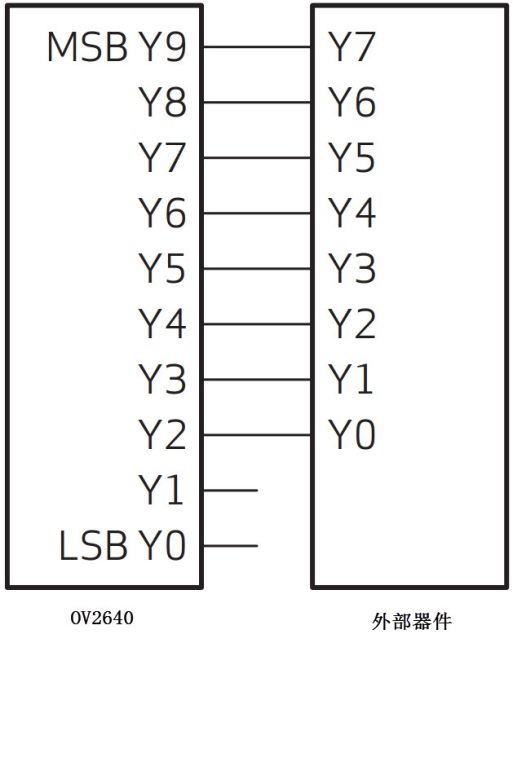 MSB Y9 Y7
Y8 Y6
Y7 Y5
Y6 Y4
Y5 Y3
Y4 Y2
Y3 Y1
Y2 Y0
Y1
LSB Y0
OV2640 外部器件